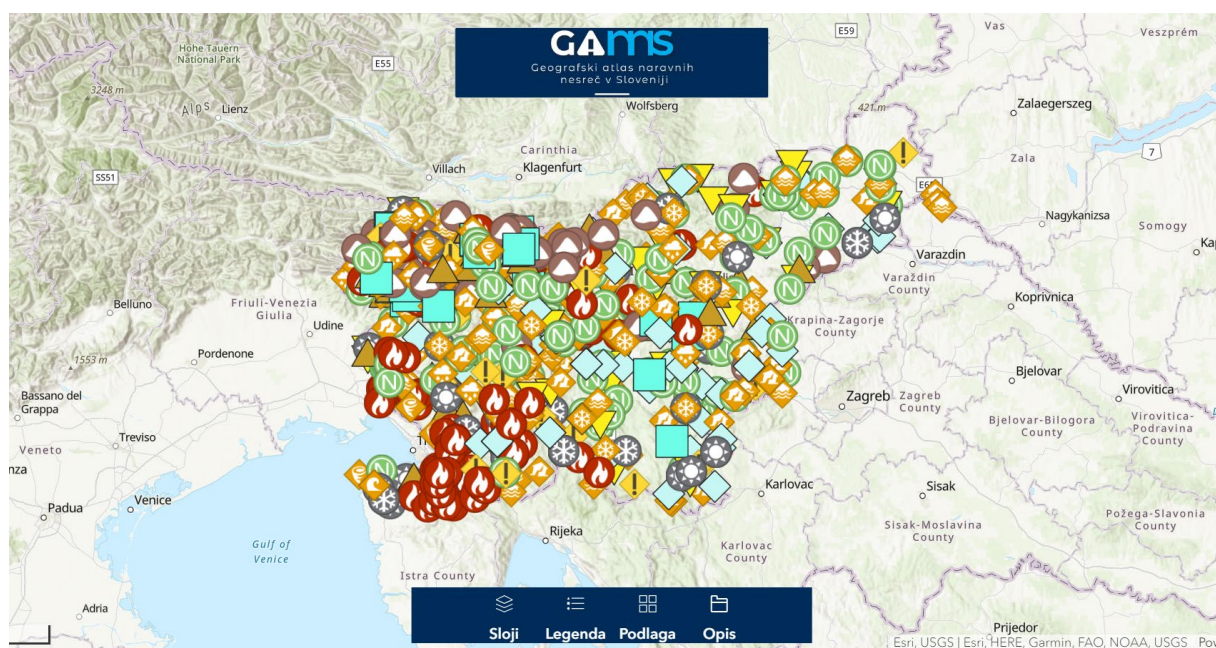 Hohe Tauern
National Park
3248 m
Alps
Lienz
SS51
E55
E59
Vas
Veszprém
GAMS
Geografski atlas naravnih
nesreč v Sloveniji
Wolfsberg
421 m
Zalaegerszeg
Zala
7
Carinthia
Villach
Klagenfurt
Nagykanizsa
Somogy
Varazdin
Varaždin
County
Belluno
Friuli-Venezia
Giulia
Udine
Koprivnica
Krapina-Zagorje
County
1553 m
Pordenone
Bjelovar
Virovitica
Bassano del
Grappa
Zagreb
Zagreb
County
Bjelovar-Bilogora
County
Virovitica-
Podravina
County
Treviso
Veneto
Venice
Padua
Karlovac
Sisak
Požega-Slavonia
County
Rijeka
Sisak-Moslavina
County
Gulf of
Venice
Karlovac
County
Istra County
Adria
Sloji
Legenda
Podlaga
Opis
Prijedor
Esri, USGS | Esri, HERE, Garmin, FAO, NOAA, USGS